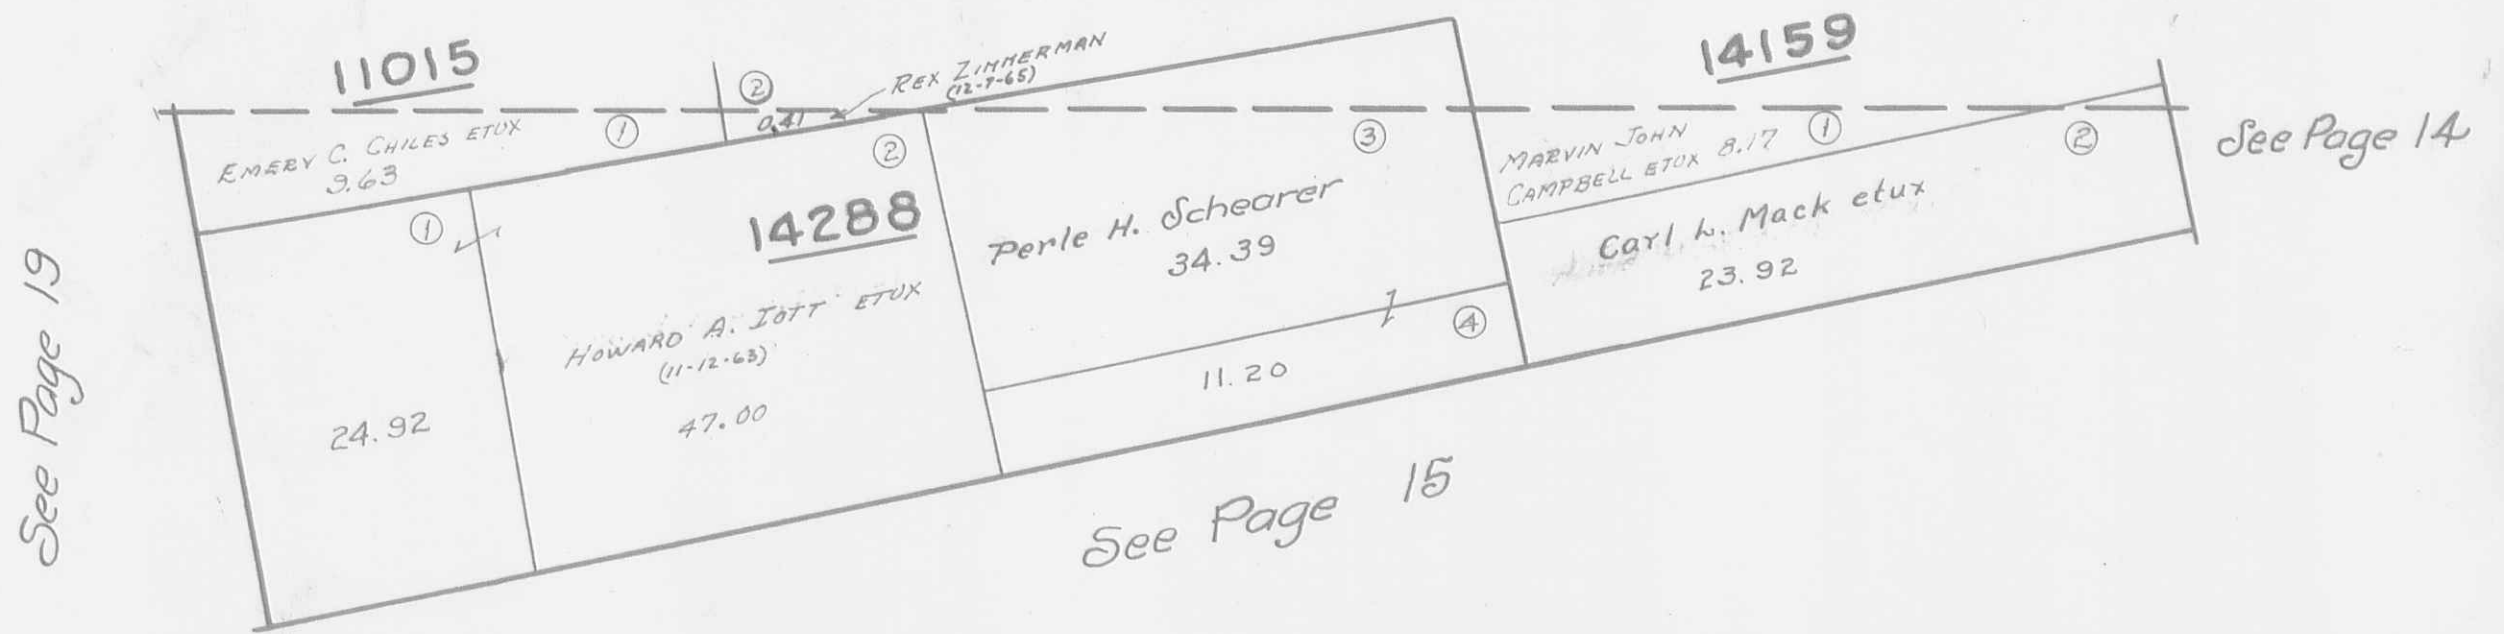 11015
14159
②
REX ZIMMERMAN
(12-7-65)
0.41
EMERY C. CHILES ETUX
9.63
①
②
③
MARVIN JOHN
CAMPBELL ETUX 8.17
①
②
See Page 14
①
14288
Perle H. Schearer
34.39
Carl L. Mack etux
23.92
See Page 19
HOWARD A. IOTT ETUX
(11-12-63)
47.00
④
11.20
24.92
See Page 15